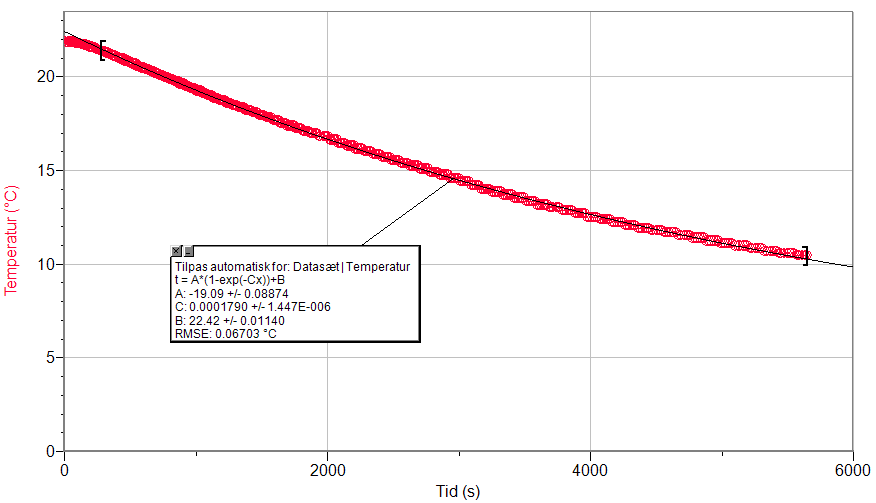 Temperatur (°C)
20
15
10
5
0
Tilpas automatisk for: Datasæt | Temperatur
t = A*(1-exp(-Cx))+B
A: -19.09 +/- 0.08874
C: 0.0001790 +/- 1.447E-006
B: 22.42 +/- 0.01140
RMSE: 0.06703 °C
0
2000
4000
6000
Tid (s)